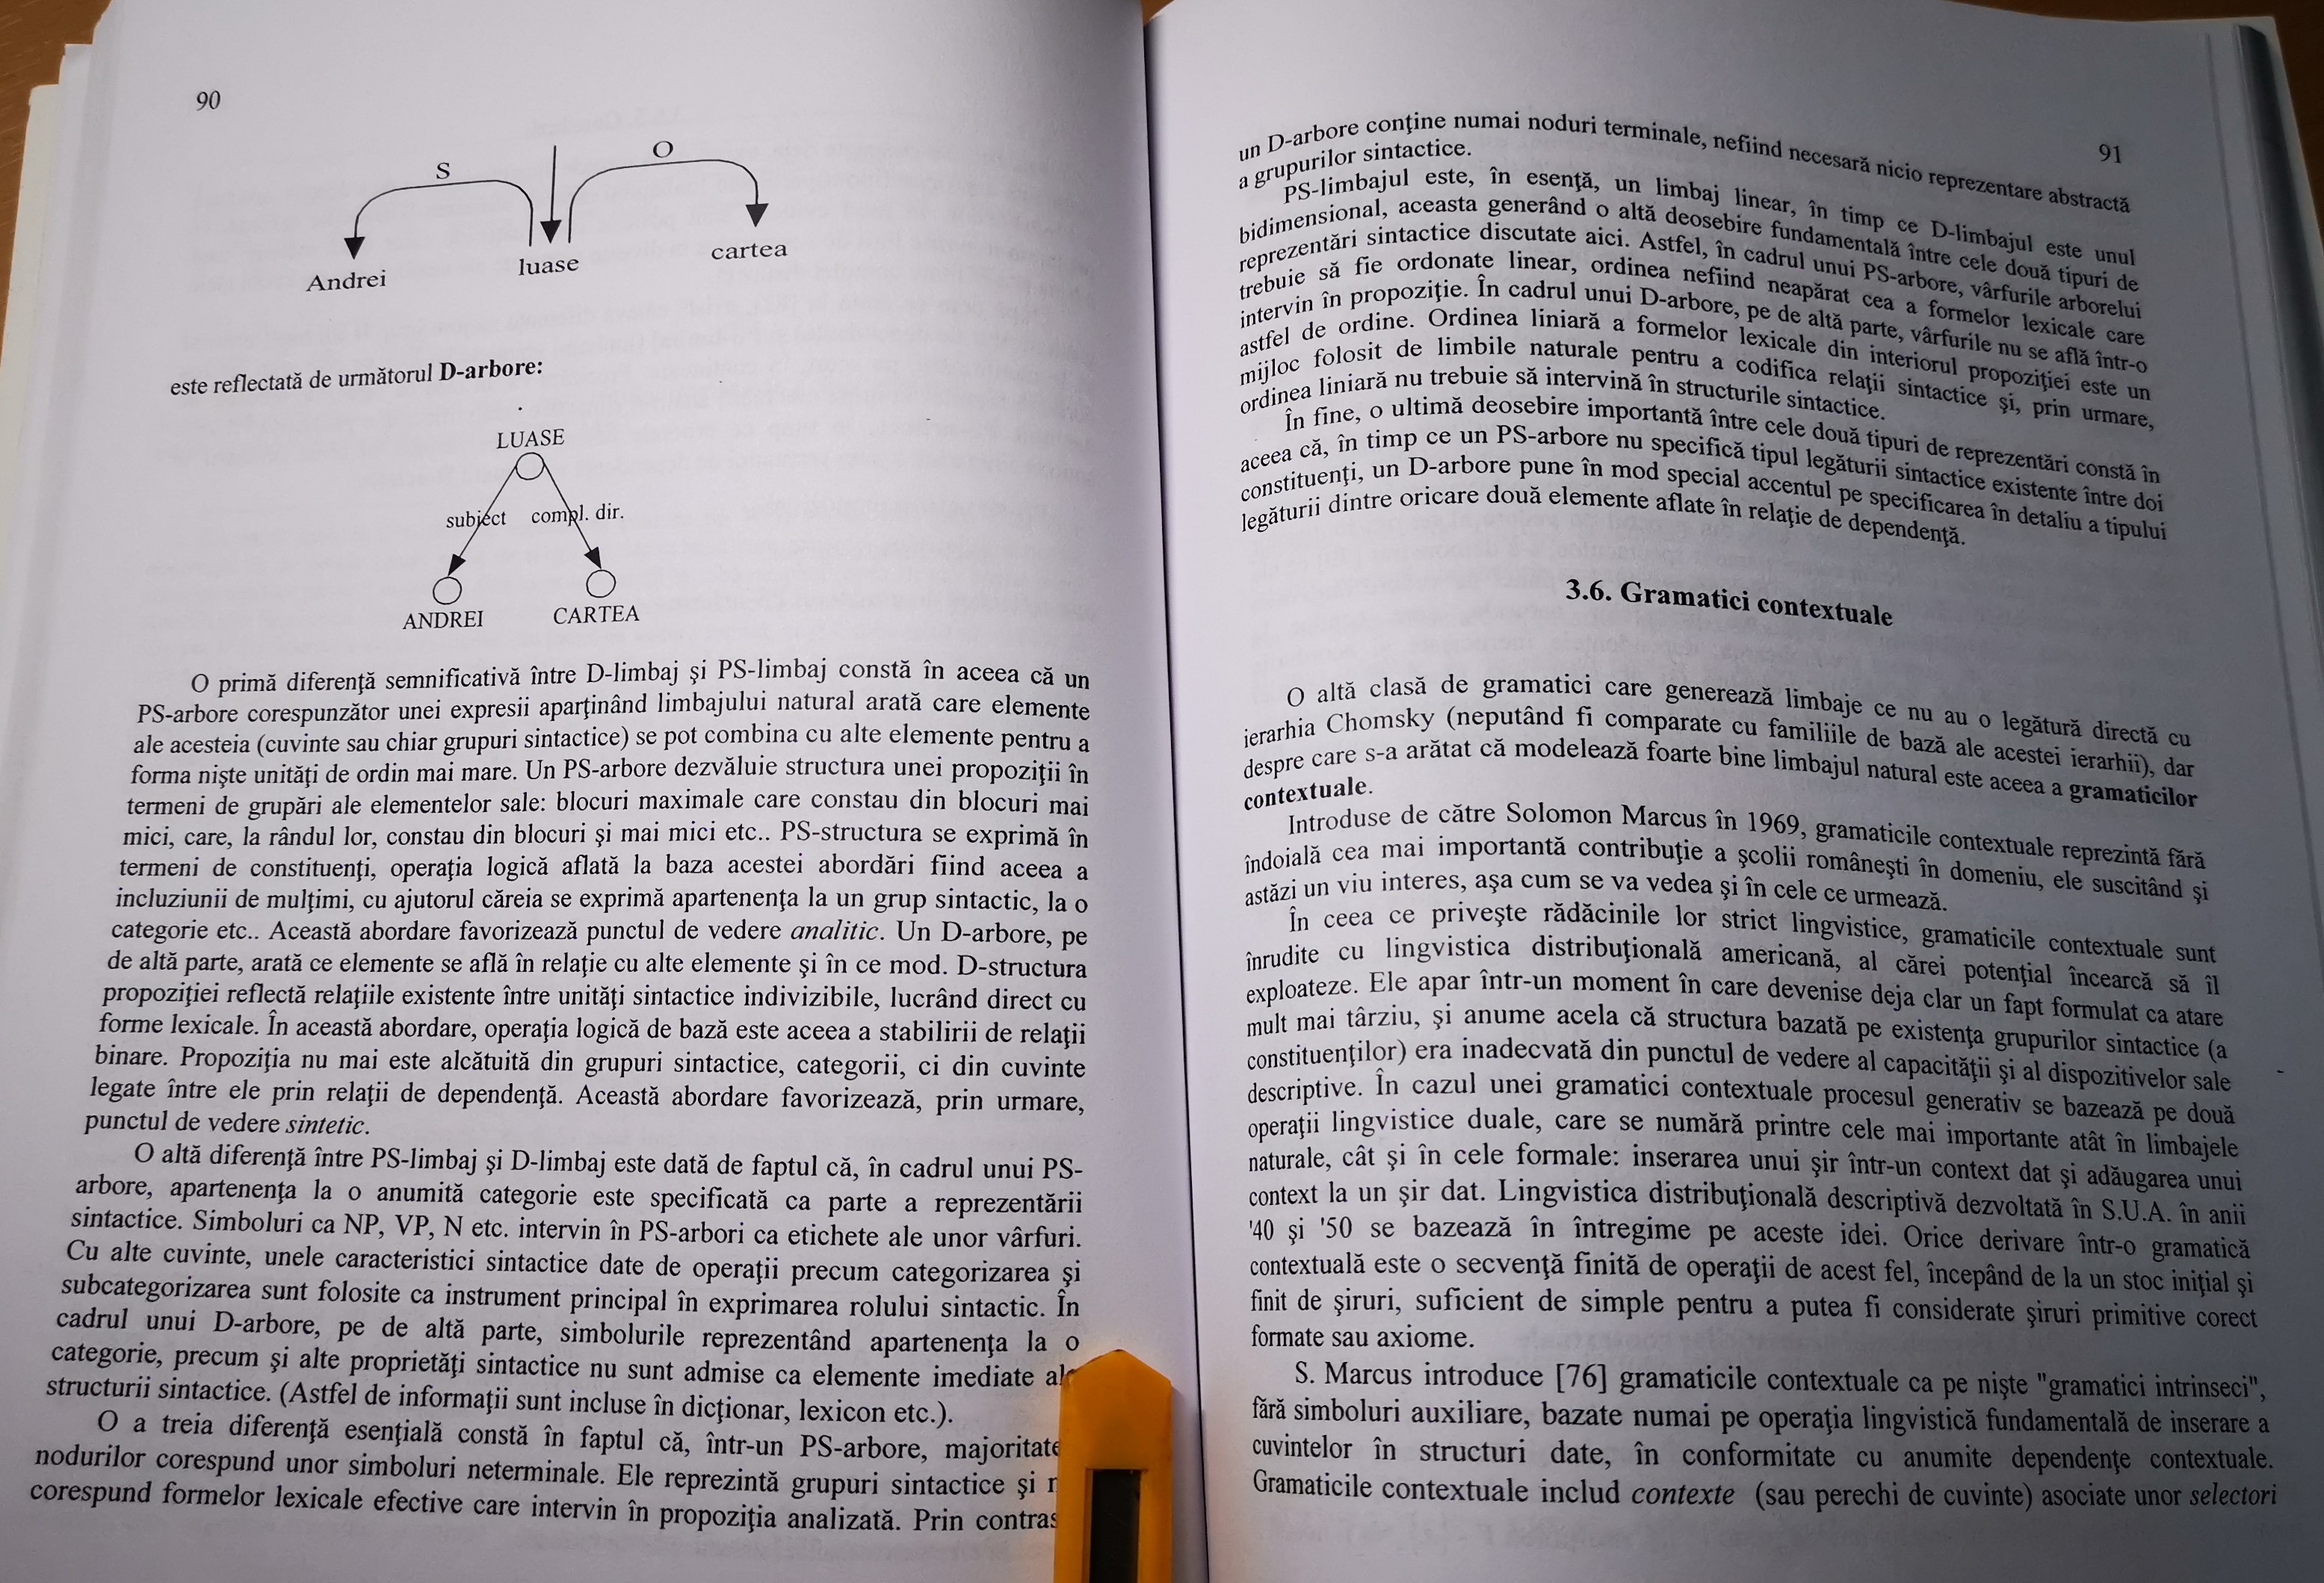 90
S
O
Andrei
luase
cartea
este reflectată de următorul D-arbore:
LUASE
subiect compl. dir.
ANDREI
CARTEA
O primă diferenţă semnificativă între D-limbaj şi PS-limbaj constă în aceea că un
PS-arbore corespunzător unei expresii aparţinând limbajului natural arată care elemente
ale acesteia (cuvinte sau chiar grupuri sintactice) se pot combina cu alte elemente pentru a
forma nişte unităţi de ordin mai mare. Un PS-arbore dezvăluie structura unei propoziţii în
termeni de grupări ale elementelor sale: blocuri maximale care constau din blocuri mai
mici, care, la rândul lor, constau din blocuri şi mai mici etc.. PS-structura se exprimă în
termeni de constituenţi, operaţia logică aflată la baza acestei abordări fiind aceea a
incluziunii de mulţimi, cu ajutorul căreia se exprimă apartenenţa la un grup sintactic, la o
categorie etc.. Această abordare favorizează punctul de vedere analitic. Un D-arbore, pe
de altă parte, arată ce elemente se află în relaţie cu alte elemente şi în ce mod. D-structura
propoziţiei reflectă relaţiile existente între unităţi sintactice indivizibile, lucrând direct cu
forme lexicale. În această abordare, operaţia logică de bază este aceea a stabilirii de relaţii
binare. Propoziţia nu mai este alcătuită din grupuri sintactice, categorii, ci din cuvinte
legate între ele prin relaţii de dependenţă. Această abordare favorizează, prin urmare,
punctul de vedere sintetic.
O altă diferenţă între PS-limbaj şi D-limbaj este dată de faptul că, în cadrul unui PS-
arbore, apartenenţa la o anumită categorie este specificată ca parte a reprezentării
sintactice. Simboluri ca NP, VP, N etc. intervin în PS-arbori ca etichete ale unor vârfuri.
Cu alte cuvinte, unele caracteristici sintactice date de operaţii precum categorizarea şi
subcategorizarea sunt folosite ca instrument principal în exprimarea rolului sintactic. În
cadrul unui D-arbore, pe de altă parte, simbolurile reprezentând apartenenţa la o
categorie, precum şi alte proprietăţi sintactice nu sunt admise ca elemente imediate al
structurii sintactice. (Astfel de informaţii sunt incluse în dicţionar, lexicon etc.).
O a treia diferenţă esenţială constă în faptul că, într-un PS-arbore, majoritate
nodurilor corespund unor simboluri neterminale. Ele reprezintă grupuri sintactice şi
corespund formelor lexicale efective care intervin în propoziţia analizată. Prin contras
91
un D-arbore conţine numai noduri terminale, nefiind necesară nicio reprezentare abstractă
a grupurilor sintactice.
PS-limbajul este, în esenţă, un limbaj linear, în timp ce D-limbajul este unul
bidimensional, aceasta generând o altă deosebire fundamentală între cele două tipuri de
reprezentări sintactice discutate aici. Astfel, în cadrul unui PS-arbore, vârfurile arborelui
trebuie să fie ordonate linear, ordinea nefiind neapărat cea a formelor lexicale care
intervin în propoziţie. În cadrul unui D-arbore, pe de altă parte, vârfurile nu se află într-o
astfel de ordine. Ordinea liniară a formelor lexicale din interiorul propoziţiei este un
mijloc folosit de limbile naturale pentru a codifica relaţii sintactice şi, prin urmare,
ordinea liniară nu trebuie să intervină în structurile sintactice.
În fine, o ultimă deosebire importantă între cele două tipuri de reprezentări constă în
aceea că, în timp ce un PS-arbore nu specifică tipul legăturii sintactice existente între doi
constituenţi, un D-arbore pune în mod special accentul pe specificarea în detaliu a tipului
legăturii dintre oricare două elemente aflate în relaţie de dependenţă.
3.6. Gramatici contextuale
O altă clasă de gramatici care generează limbaje ce nu au o legătură directă cu
ierarhia Chomsky (neputând fi comparate cu familiile de bază ale acestei ierarhii), dar
despre care s-a arătat că modelează foarte bine limbajul natural este aceea a gramaticilor
contextuale.
Introduse de către Solomon Marcus în 1969, gramaticile contextuale reprezintă fără
îndoială cea mai importantă contribuţie a şcolii româneşti în domeniu, ele suscitând şi
astăzi un viu interes, aşa cum se va vedea şi în cele ce urmează.
În ceea ce priveşte rădăcinile lor strict lingvistice, gramaticile contextuale sunt
înrudite cu lingvistica distribuţională americană, al cărei potenţial încearcă să îl
exploateze. Ele apar într-un moment în care devenise deja clar un fapt formulat ca atare
mult mai târziu, şi anume acela că structura bazată pe existenţa grupurilor sintactice (a
constituenţilor) era inadecvată din punctul de vedere al capacităţii şi al dispozitivelor sale
descriptive. În cazul unei gramatici contextuale procesul generativ se bazează pe două
operaţii lingvistice duale, care se numără printre cele mai importante atât în limbajele
naturale, cât şi în cele formale: inserarea unui şir într-un context dat şi adăugarea unui
context la un şir dat. Lingvistica distribuţională descriptivă dezvoltată în S.U.A. în anii
'40 şi '50 se bazează în întregime pe aceste idei. Orice derivare într-o gramatică
contextuală este o secvenţă finită de operaţii de acest fel, începând de la un stoc iniţial şi
finit de şiruri, suficient de simple pentru a putea fi considerate şiruri primitive corect
formate sau axiome.
S. Marcus introduce [76] gramaticile contextuale ca pe nişte "gramatici intrinseci",
fără simboluri auxiliare, bazate numai pe operaţia lingvistică fundamentală de inserare a
cuvintelor în structuri date, în conformitate cu anumite dependenţe contextuale.
Gramaticile contextuale includ contexte (sau perechi de cuvinte) asociate unor selectori